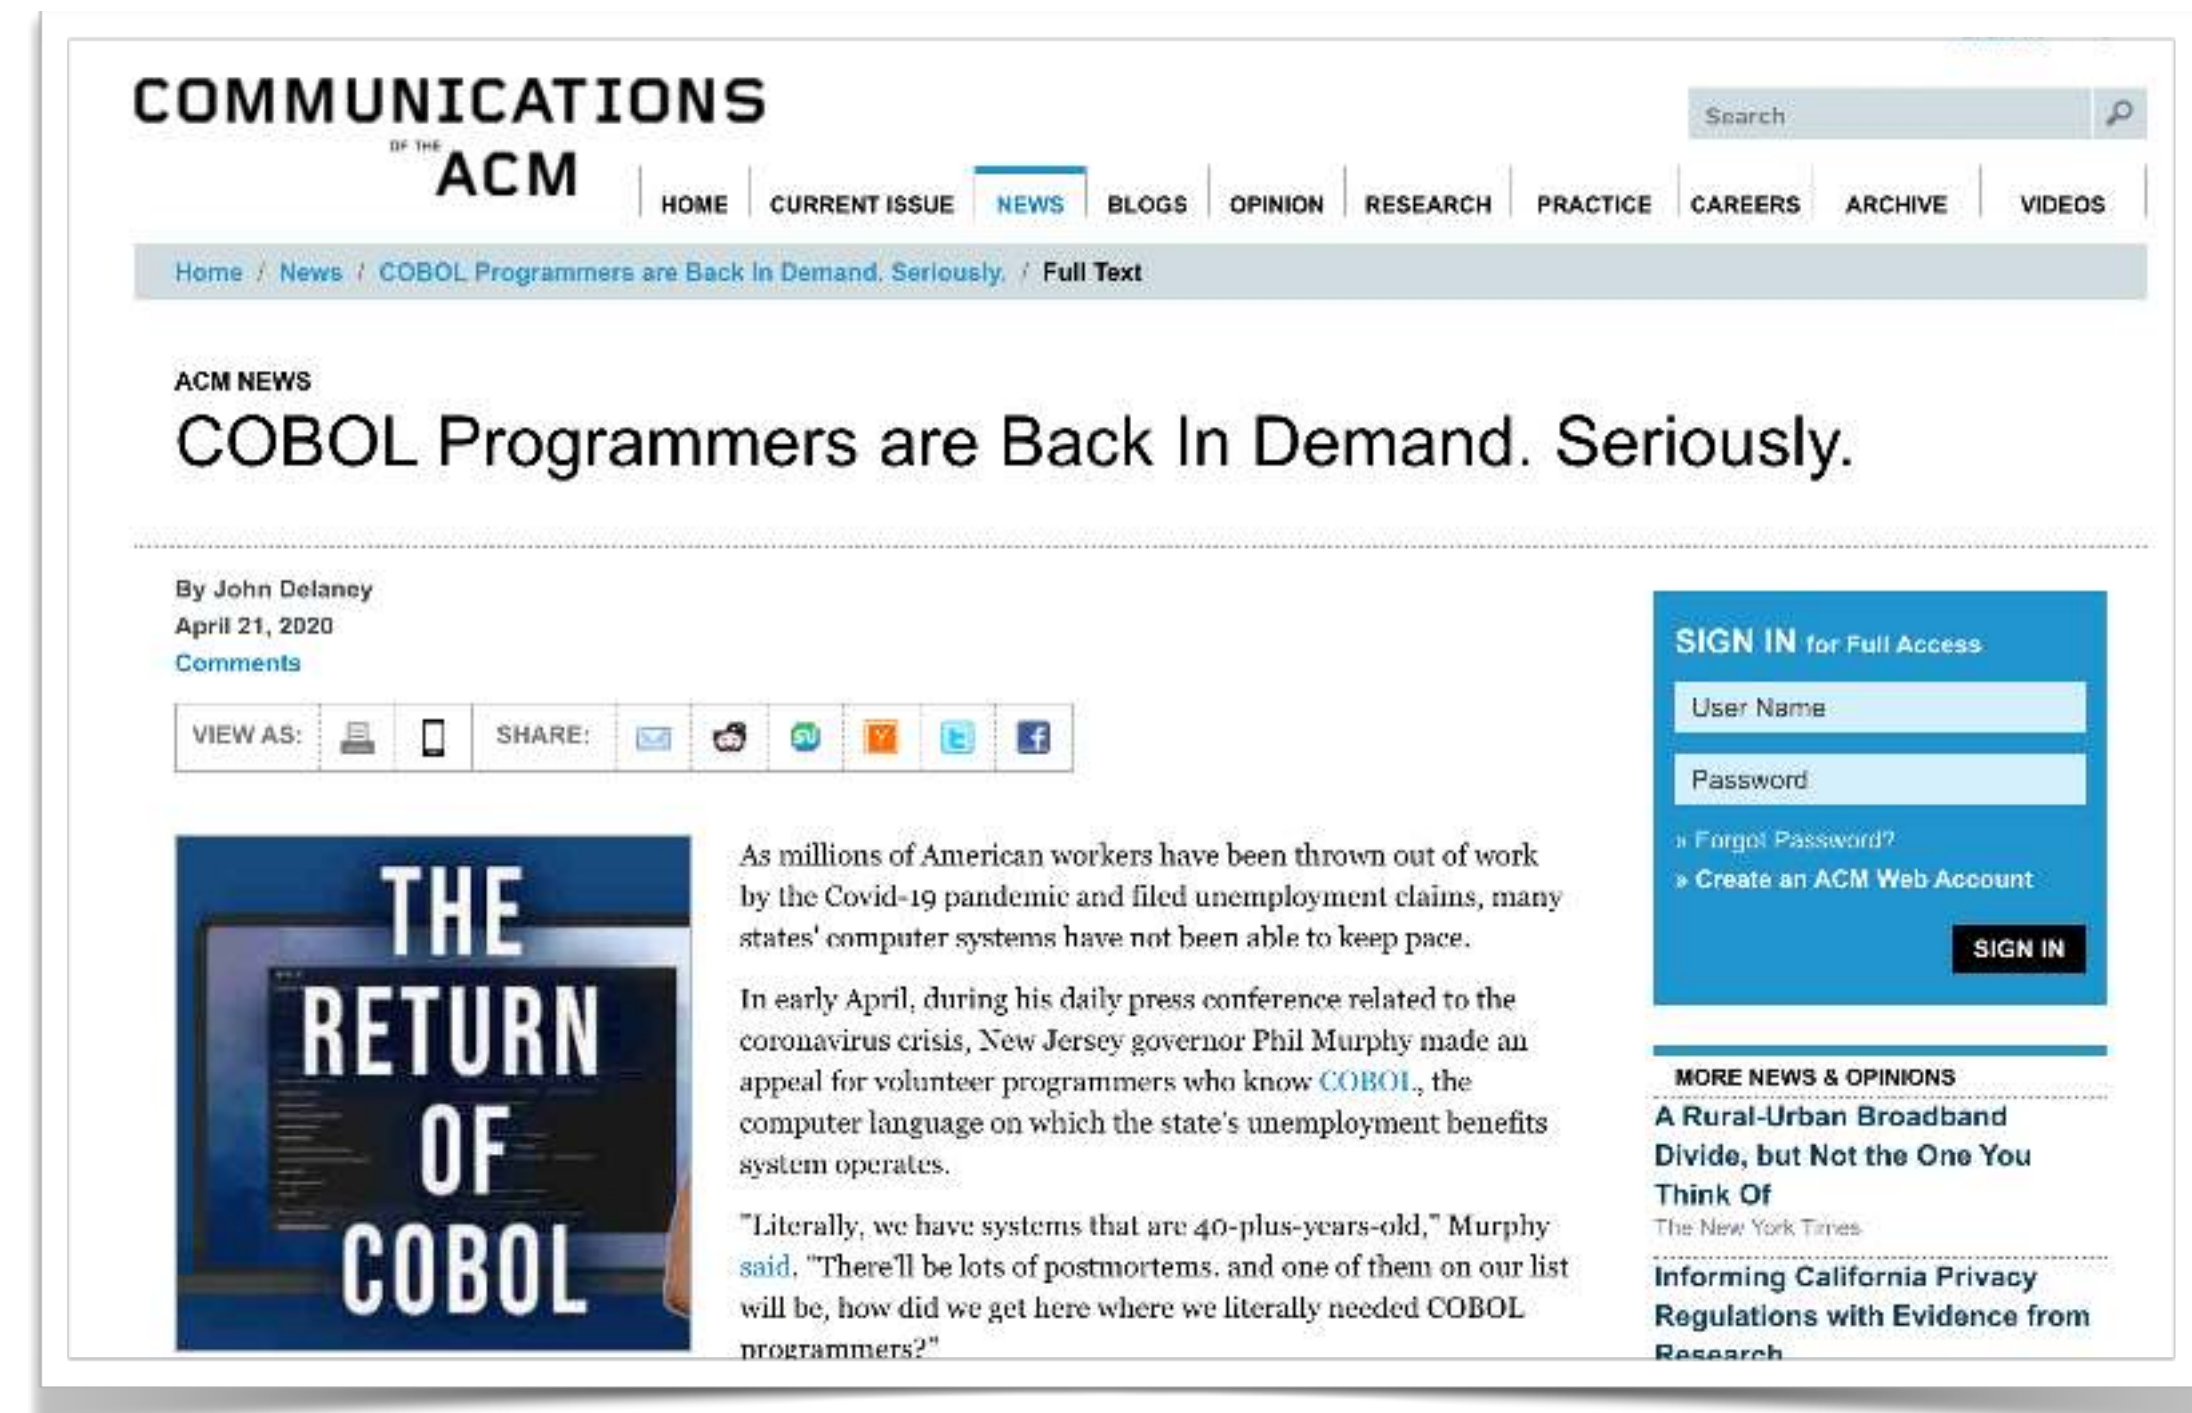 COMMUNICATIONS
OF THE
ACM
Search
HOME
CURRENT ISSUE
NEWS
BLOGS
OPINION
RESEARCH
PRACTICE
CAREERS
ARCHIVE
VIDEOS
Home / News / COBOL Programmers are Back In Demand. Seriously. / Full Text
ACM NEWS
COBOL Programmers are Back In Demand. Seriously.
By John Delaney
April 21, 2020
Comments
VIEW AS:
SHARE:
THE
RETURN
OF
COBOL
As millions of American workers have been thrown out of work
by the Covid-19 pandemic and filed unemployment claims, many
states' computer systems have not been able to keep pace.
In early April, during his daily press conference related to the
coronavirus crisis, New Jersey governor Phil Murphy made an
appeal for volunteer programmers who know COBOL, the
computer language on which the state's unemployment benefits
system operates.
"Literally, we have systems that are 40-plus-years-old," Murphy
said. "There'll be lots of postmortems. and one of them on our list
will be, how did we get here where we literally needed COBOL
programmers?"
SIGN IN for Full Access
User Name
Password
» Forgot Password?
» Create an ACM Web Account
SIGN IN
MORE NEWS & OPINIONS
A Rural-Urban Broadband
Divide, but Not the One You
Think Of
The New York Times
Informing California Privacy
Regulations with Evidence from
Research